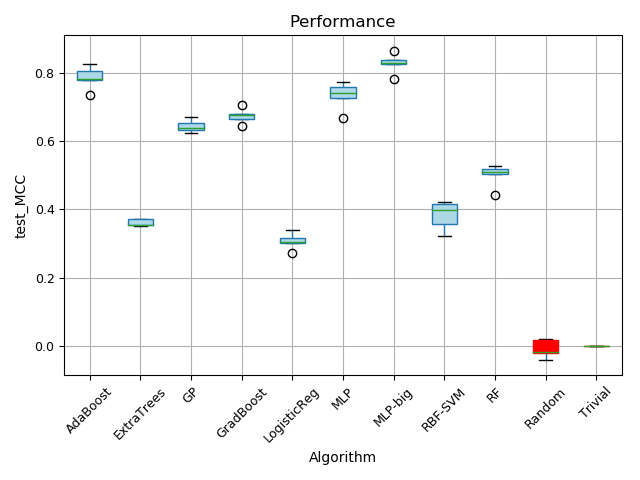 Performance
test_MCC
0.8
0.6
0.4
0.2
0.0
AdaBoost
ExtraTrees
GP
GradBoost
LogisticReg
MLP
MLP-big
RBF-SVM
RF
Random
Trivial
Algorithm